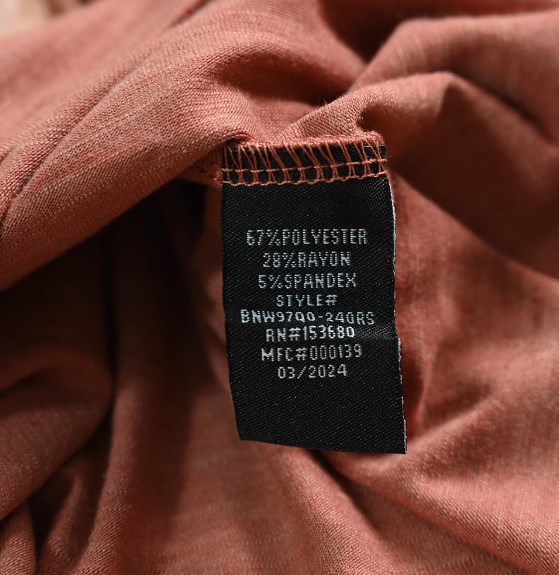 67%POLYESTER
28%RAYON
5%SPANDEX
STYLE#
BNW9700-240RS
RN#153680
MFC#000139
03/2024